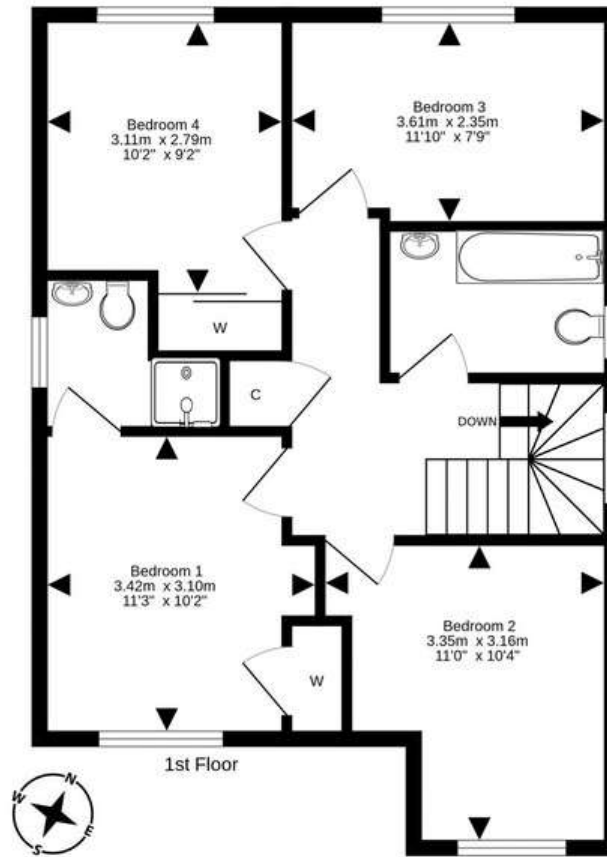 Bedroom 4
3.11m x 2.79m
10'2" x 9'2"
Bedroom 3
3.61m x 2.35m
11'10" x 7'9"
W
C
DOWN
Bedroom 1
3.42m x 3.10m
11'3" x 10'2"
Bedroom 2
3.35m x 3.16m
11'0" x 10'4"
W
1st Floor
N
W
E
S